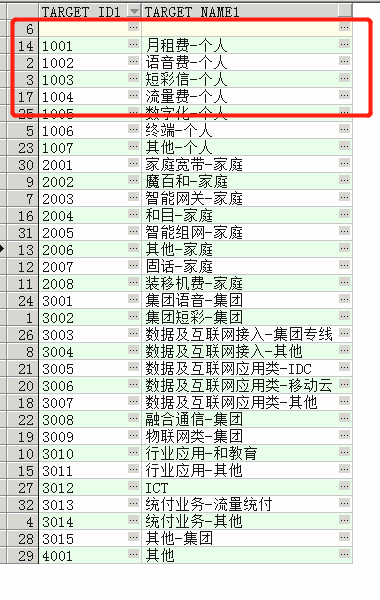 TARGET_ID1 TARGET_NAME1
6
14 1001 月租费-个人
2 1002 语音费-个人
3 1003 短彩信-个人
17 1004 流量费-个人
25 1005 数字化-个人
5 1006 终端-个人
23 1007 其他-个人
30 2001 家庭宽带-家庭
9 2002 魔百和-家庭
7 2003 智能网关-家庭
16 2004 和目-家庭
31 2005 智能组网-家庭
13 2006 其他-家庭
12 2007 固话-家庭
11 2008 装移机费-家庭
24 3001 集团语音-集团
1 3002 集团短彩-集团
26 3003 数据及互联网接入-集团专线
8 3004 数据及互联网接入-其他
21 3005 数据及互联网应用类-IDC
20 3006 数据及互联网应用类-移动云
18 3007 数据及互联网应用类-其他
22 3008 融合通信-集团
19 3009 物联网类-集团
10 3010 行业应用-和教育
15 3011 行业应用-其他
27 3012 ICT
32 3013 统付业务-流量统付
4 3014 统付业务-其他
28 3015 其他-集团
29 4001 其他